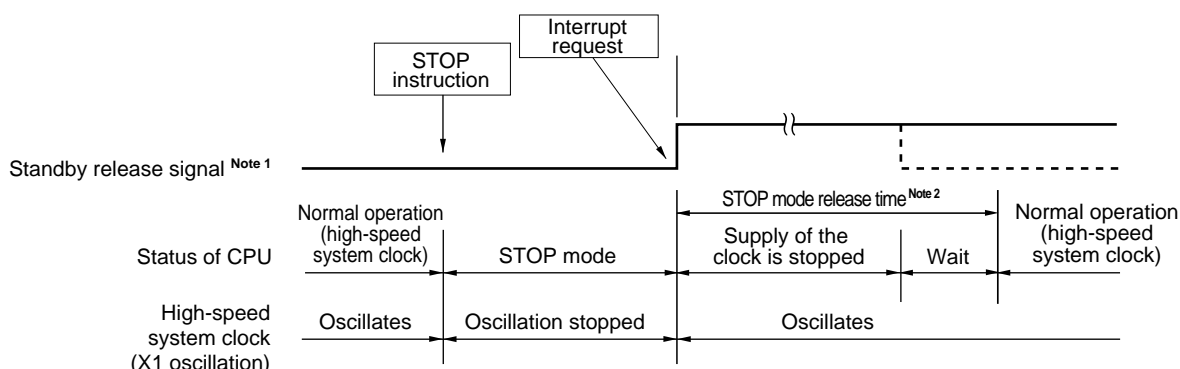 Interrupt
request
STOP
instruction
Standby release signal Note 1
STOP mode release time Note 2
Normal operation
(high-speed
system clock)
Supply of the
clock is stopped
Normal operation
(high-speed
system clock)
Status of CPU
STOP mode
Wait
High-speed
system clock
(X1 oscillation)
Oscillates
Oscillation stopped
Oscillates